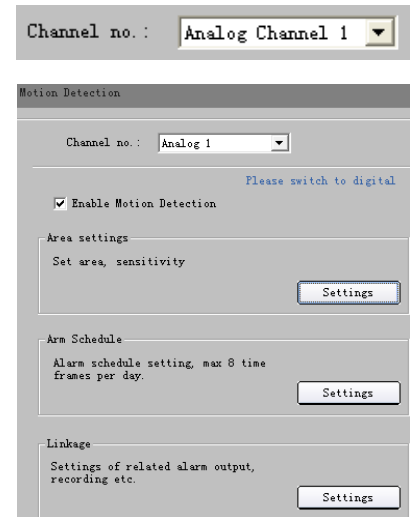 Channel no.: Analog Channel 1
Motion Detection
Channel no.: Analog 1
Please switch to digital
Enable Motion Detection
Area settings
Set area, sensitivity
Settings
Arm Schedule
Alarm schedule setting, max 8 time
frames per day.
Settings
Linkage
Settings of related alarm output,
recording etc.
Settings